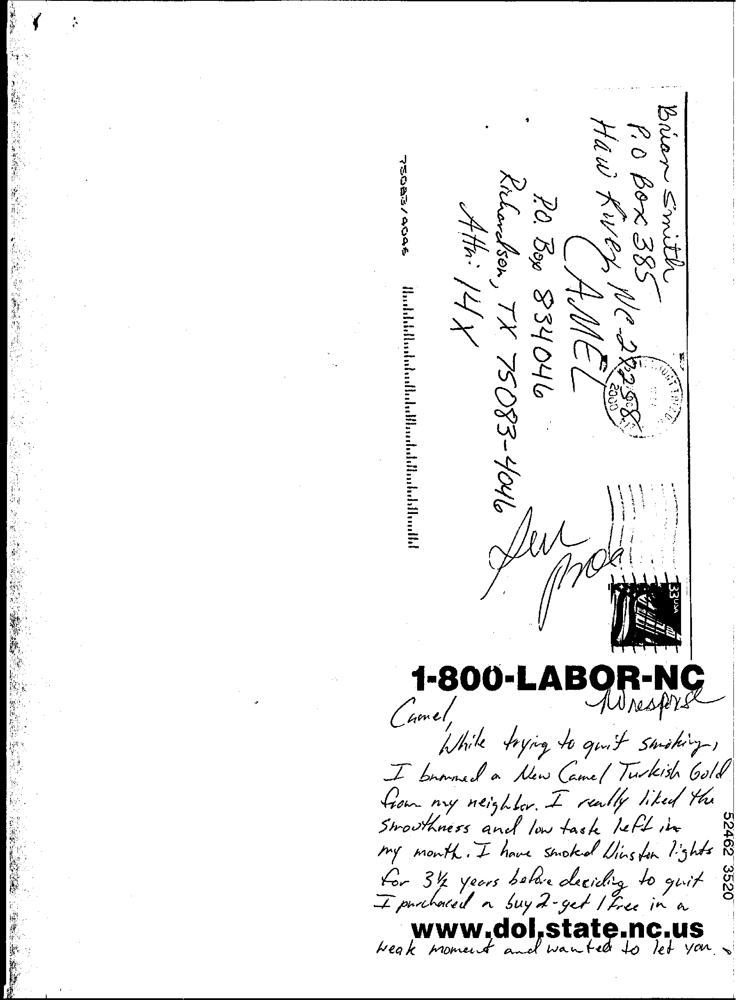 Brian Smith
P.O Box 385
Haw River, NC 27258
CAMEL
P.O. Box 834046
Richardson, TX 75083-4046
Attn: 14X
75083/4046
2000
33 USA
1-800-LABOR-NC
No response
Camel,
While trying to quit smoking,
I bummed a New Camel Turkish Gold
from my neighbor. I really liked the
smoothness and low taste left in
my mouth. I have smoked Winston lights
for 3½ years before deciding to quit
I purchased a buy 2-get 1 free in a
www.dol.state.nc.us
weak moment and wanted to let you
52462 3520